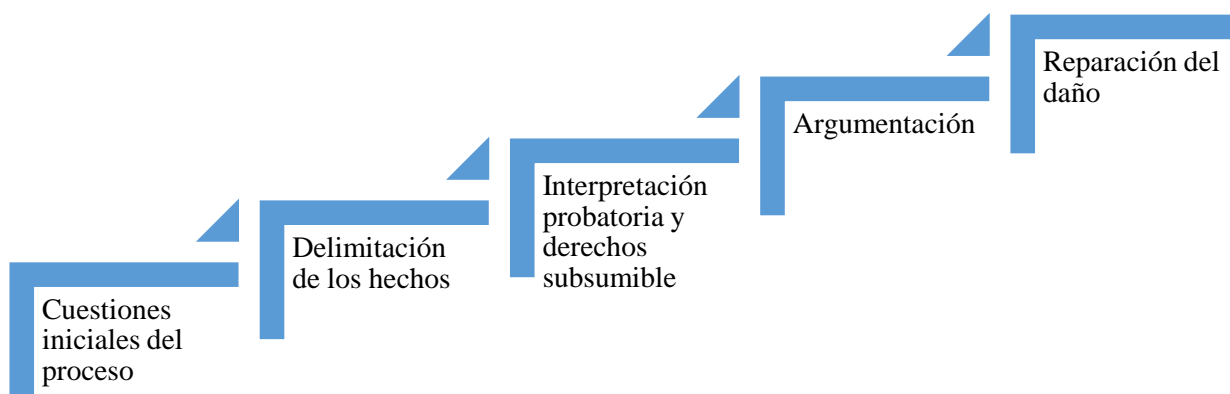 Cuestiones
iniciales del
proceso
Delimitación
de los hechos
Interpretación
probatoria y
derechos
subsumible
Argumentación
Reparación del
daño